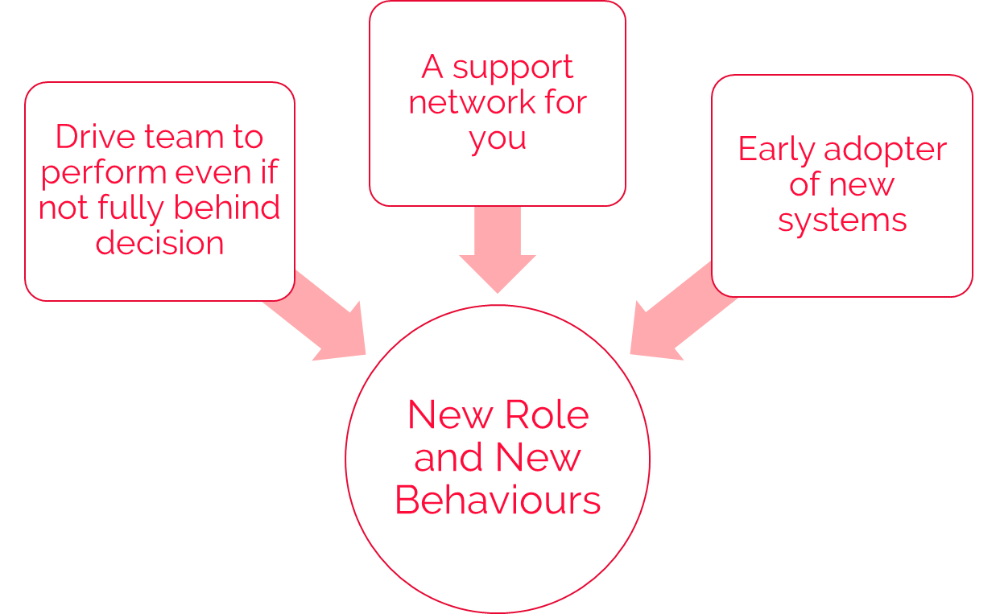 Drive team to
perform even if
not fully behind
decision
A support
network for
you
Early adopter
of new
systems
New Role
and New
Behaviours